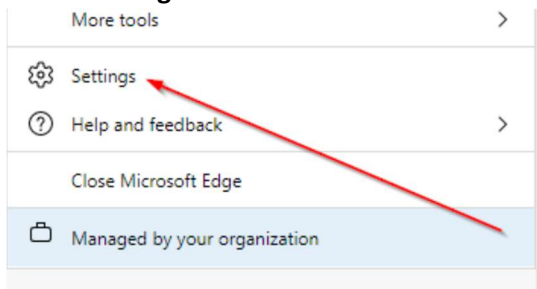 More tools
Settings
Help and feedback
Close Microsoft Edge
Managed by your organization